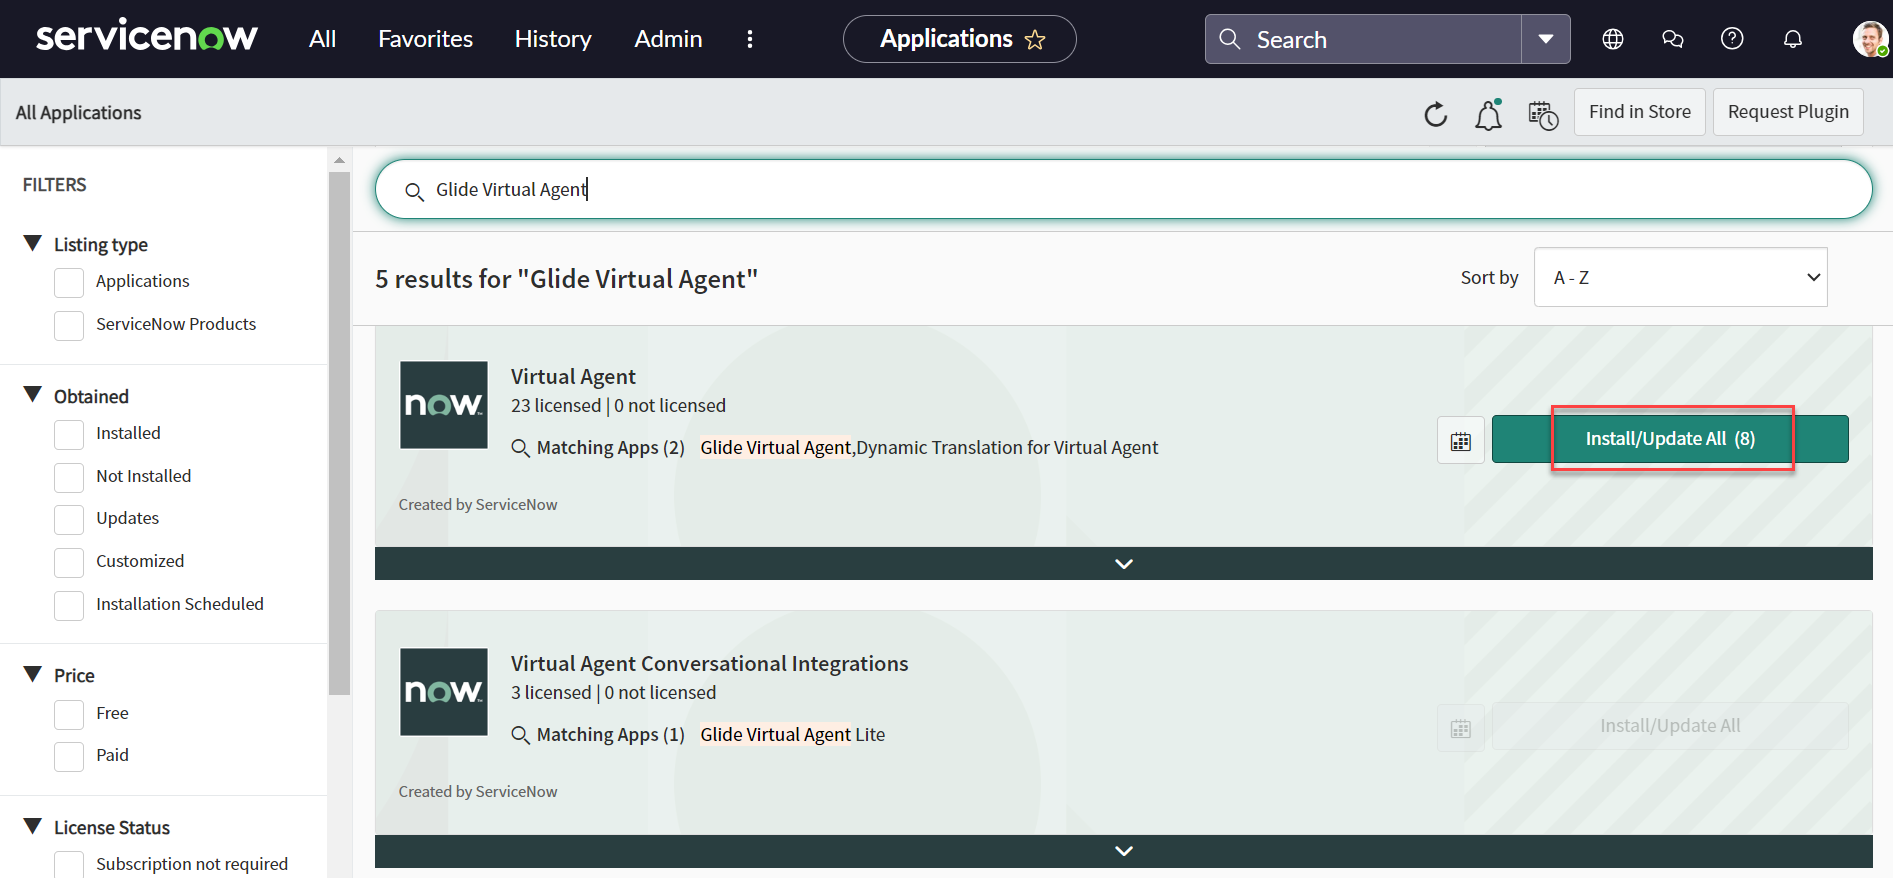 servicenow All Favorites History Admin Applications Search
All Applications Find in Store Request Plugin
FILTERS
Listing type
Applications
ServiceNow Products
Obtained
Installed
Not Installed
Updates
Customized
Installation Scheduled
Price
Free
Paid
License Status
Subscription not required
Glide Virtual Agent
5 results for "Glide Virtual Agent" Sort by A - Z
now
Virtual Agent
23 licensed | 0 not licensed
Matching Apps (2) Glide Virtual Agent,Dynamic Translation for Virtual Agent
Created by ServiceNow
Install/Update All (8)
now
Virtual Agent Conversational Integrations
3 licensed | 0 not licensed
Matching Apps (1) Glide Virtual Agent Lite
Created by ServiceNow
Install/Update All